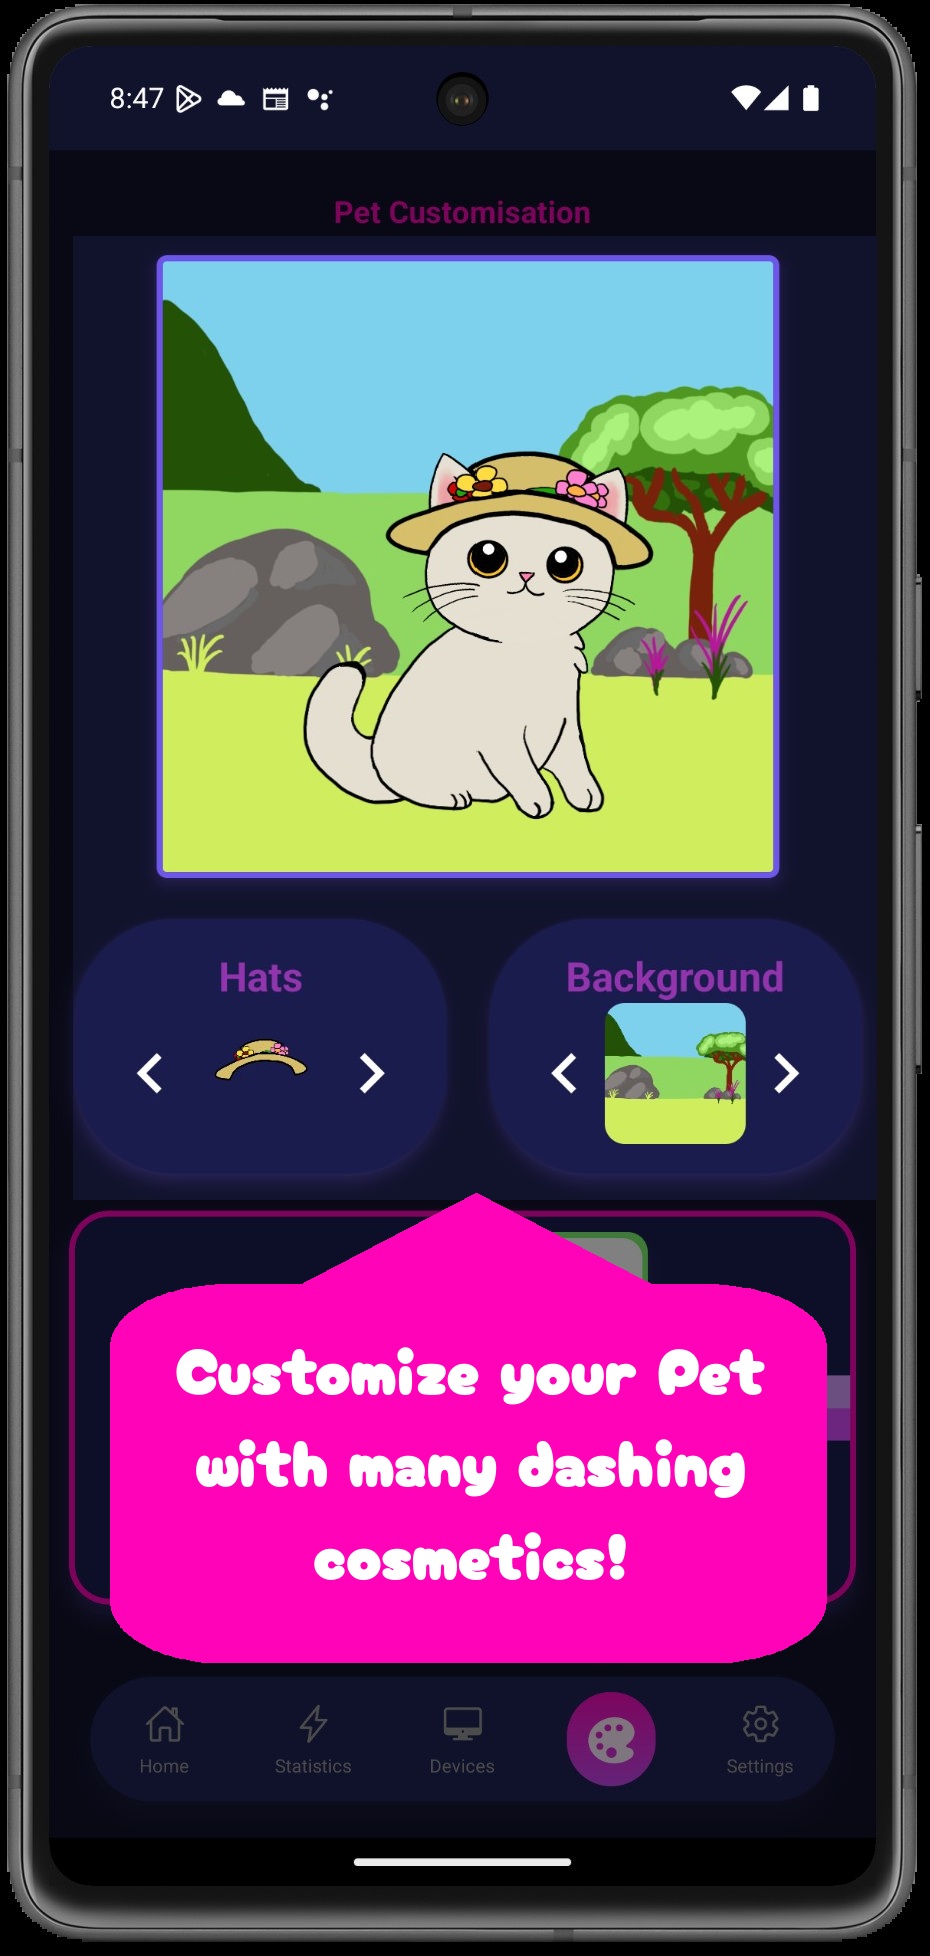 8:47
Pet Customisation
Hats
Background
Customize your Pet
with many dashing
cosmetics!
Home
Statistics
Devices
Settings